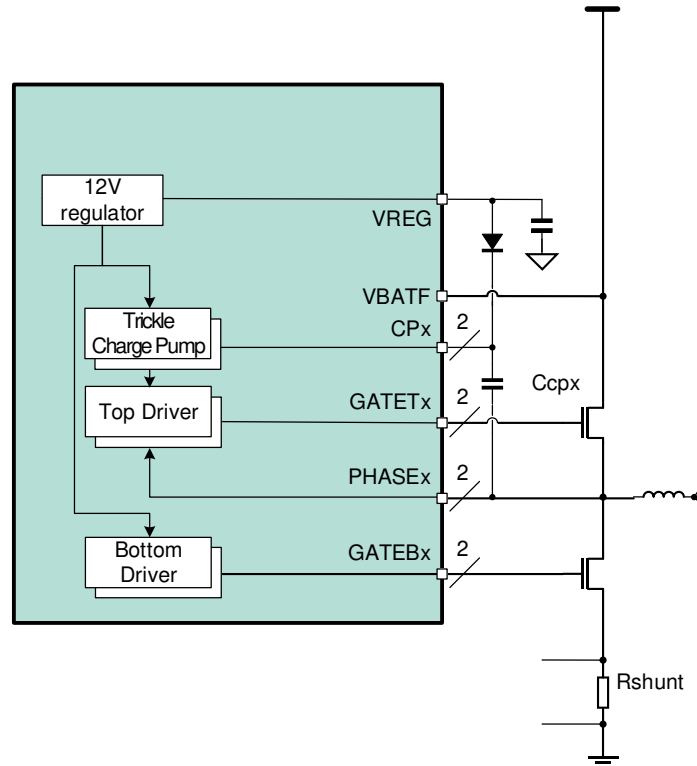 12V
regulator
VREG
VBATF
Trickle
Charge Pump
CPx
2
Ccpx
Top Driver
GATETx
2
PHASEx
2
Bottom
Driver
GATEBx
2
Rshunt